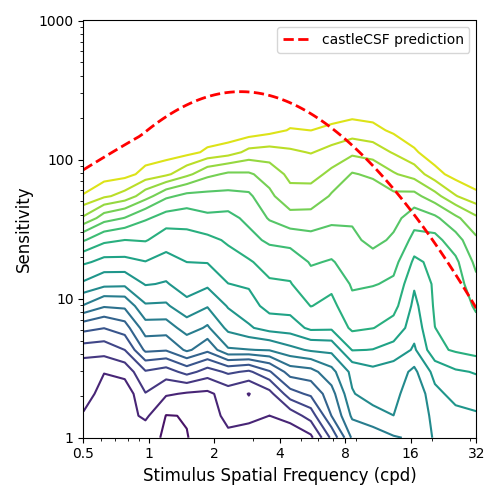 1000
castleCSF prediction
100
Sensitivity
10
1
0.5 1 2 4 8 16 32
Stimulus Spatial Frequency (cpd)